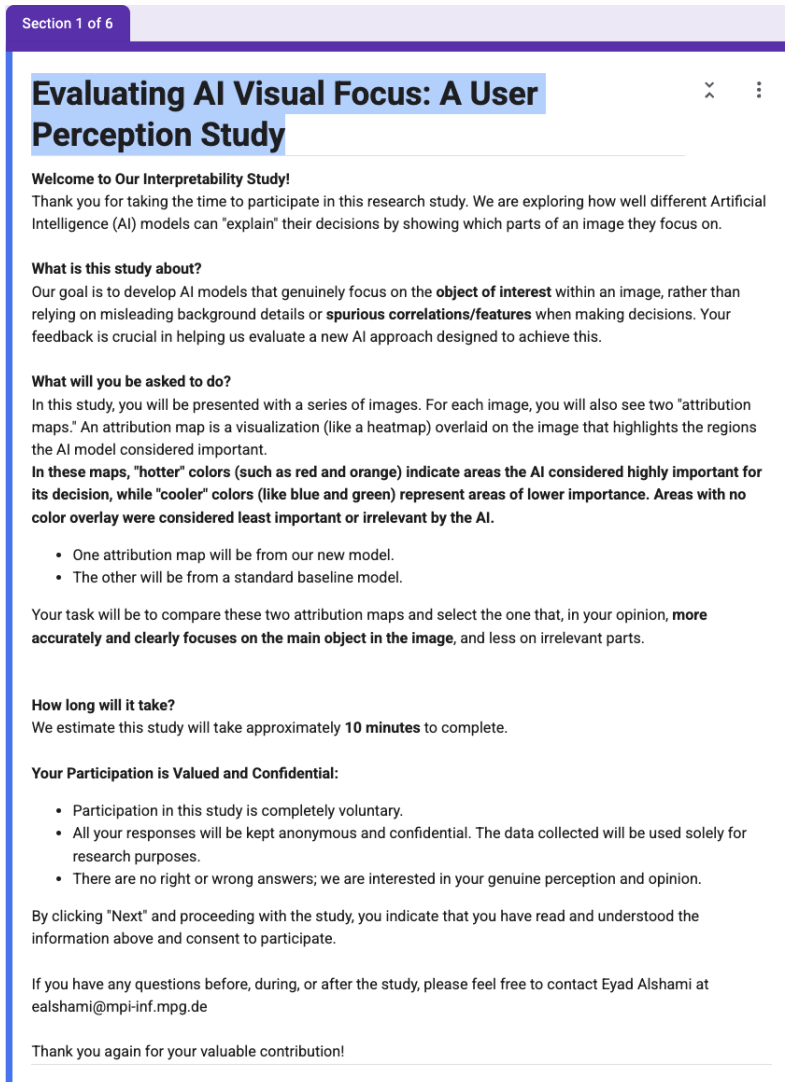 Section 1 of 6
Evaluating AI Visual Focus: A User
Perception Study
Welcome to Our Interpretability Study!
Thank you for taking the time to participate in this research study. We are exploring how well different Artificial
Intelligence (AI) models can "explain" their decisions by showing which parts of an image they focus on.
What is this study about?
Our goal is to develop AI models that genuinely focus on the object of interest within an image, rather than
relying on misleading background details or spurious correlations/features when making decisions. Your
feedback is crucial in helping us evaluate a new AI approach designed to achieve this.
What will you be asked to do?
In this study, you will be presented with a series of images. For each image, you will also see two "attribution
maps." An attribution map is a visualization (like a heatmap) overlaid on the image that highlights the regions
the AI model considered important.
In these maps, "hotter" colors (such as red and orange) indicate areas the AI considered highly important for
its decision, while "cooler" colors (like blue and green) represent areas of lower importance. Areas with no
color overlay were considered least important or irrelevant by the AI.
• One attribution map will be from our new model.
• The other will be from a standard baseline model.
Your task will be to compare these two attribution maps and select the one that, in your opinion, more
accurately and clearly focuses on the main object in the image, and less on irrelevant parts.
How long will it take?
We estimate this study will take approximately 10 minutes to complete.
Your Participation is Valued and Confidential:
• Participation in this study is completely voluntary.
• All your responses will be kept anonymous and confidential. The data collected will be used solely for
research purposes.
• There are no right or wrong answers; we are interested in your genuine perception and opinion.
By clicking "Next" and proceeding with the study, you indicate that you have read and understood the
information above and consent to participate.
If you have any questions before, during, or after the study, please feel free to contact Eyad Alshami at
ealshami@mpi-inf.mpg.de
Thank you again for your valuable contribution!